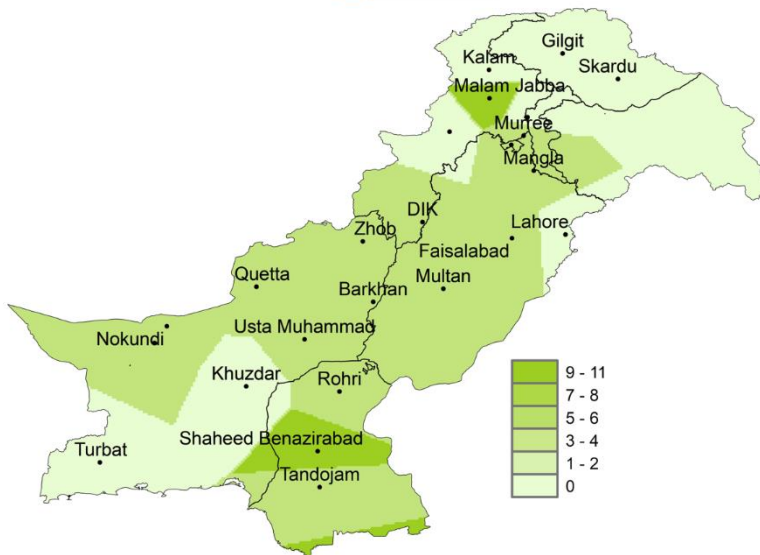 Gilgit
Kalam
Skardu
Malam Jabba
Murree
Mangla
DIK
Lahore
Zhob
Faisalabad
Quetta
Multan
Barkhan
Usta Muhammad
Nokundi
Khuzdar
Rohri
Shaheed Benazirabad
Turbat
Tandojam
9 - 11
7 - 8
5 - 6
3 - 4
1 - 2
0